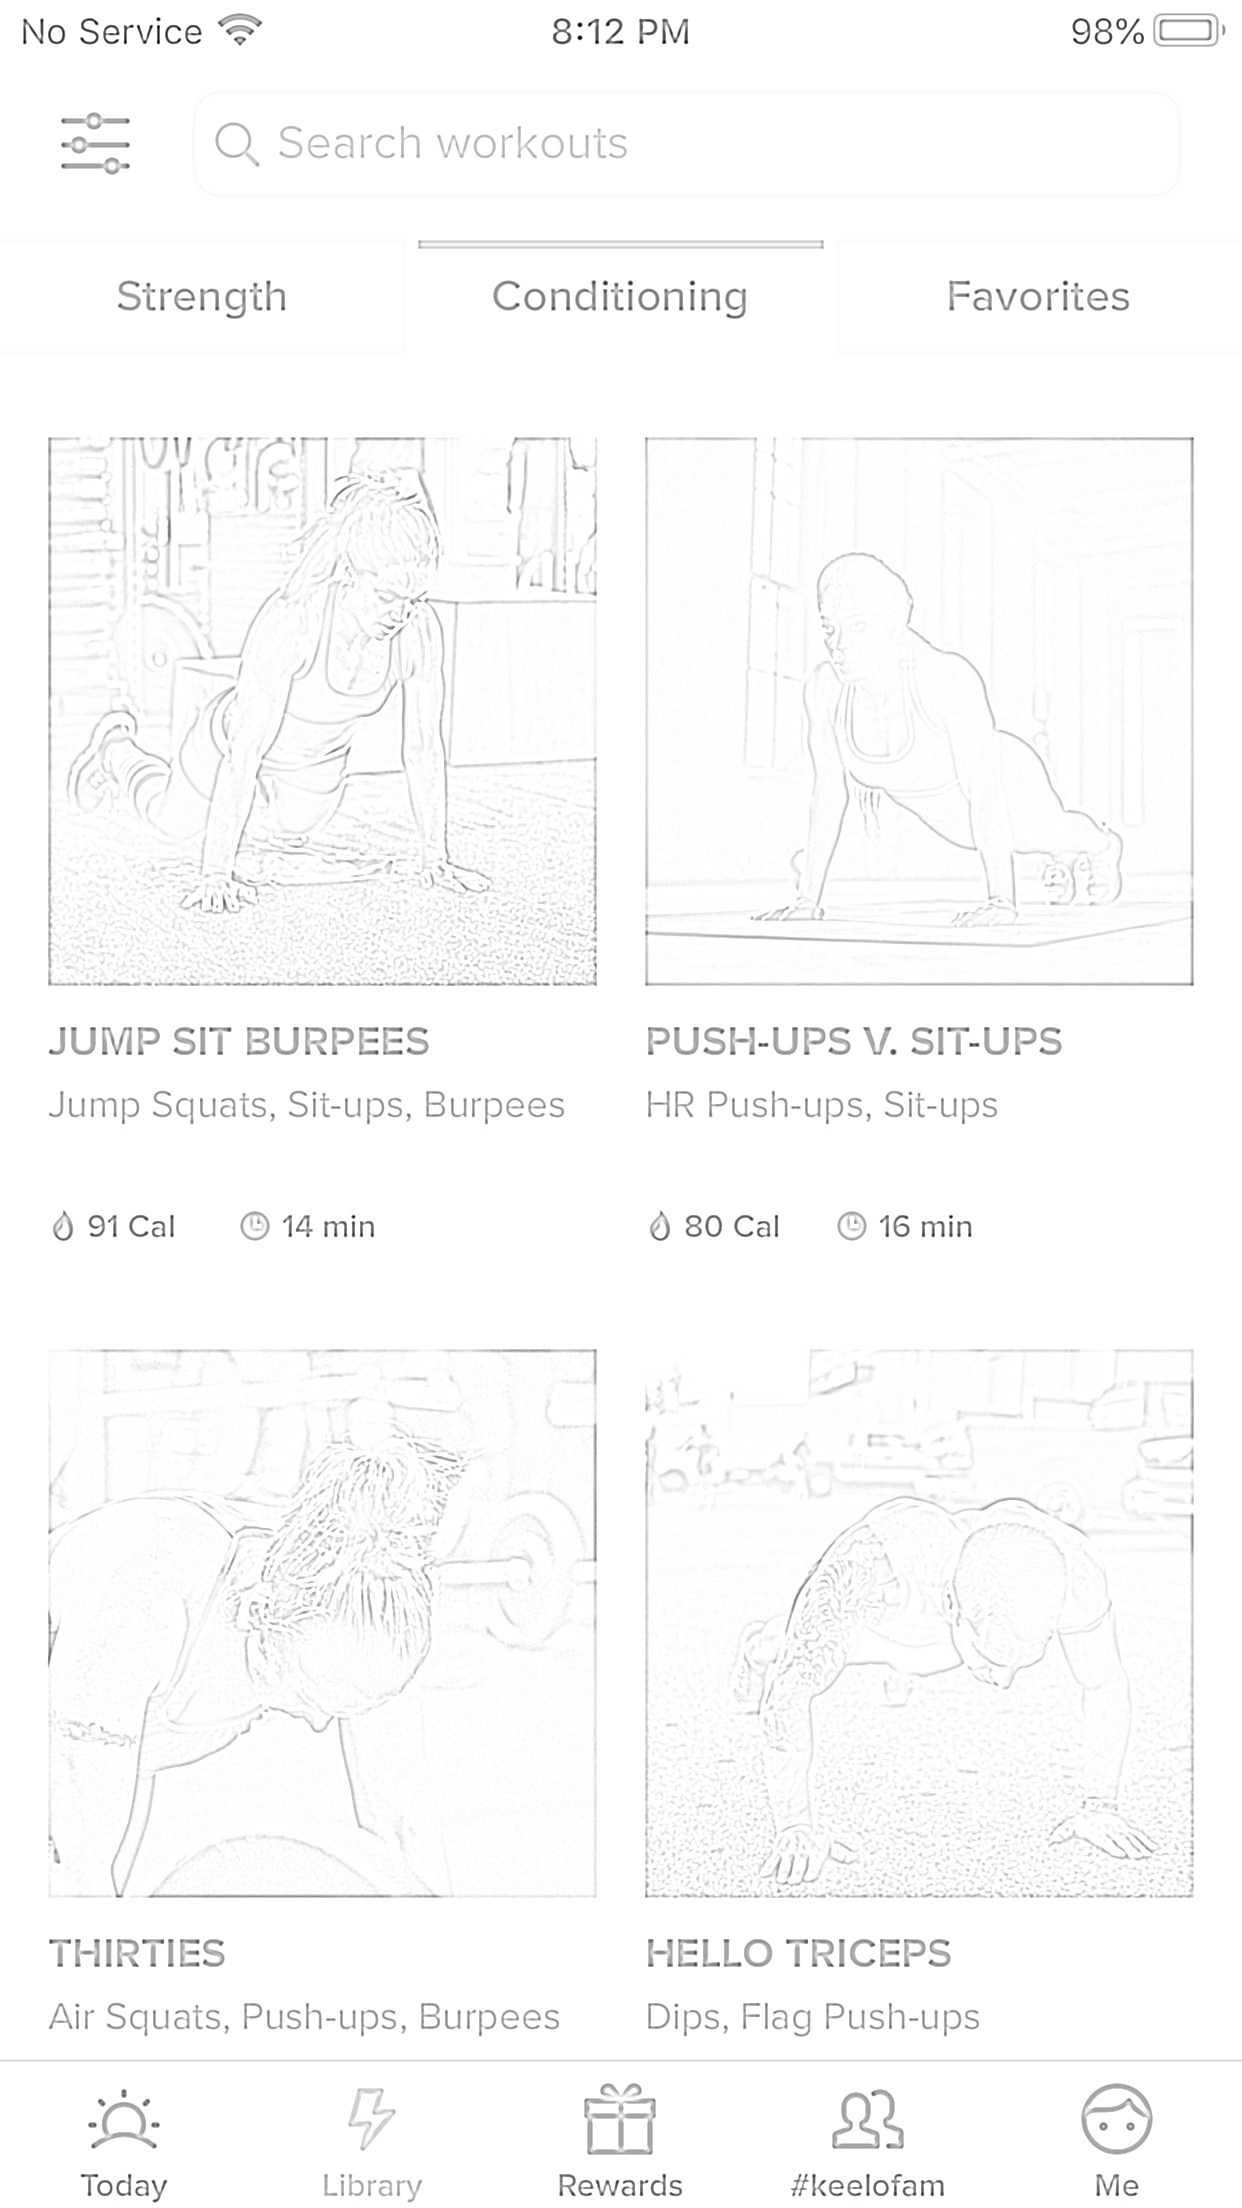 No Service 8:12 PM 98%
Search workouts
Strength Conditioning Favorites
JUMP SIT BURPEES
Jump Squats, Sit-ups, Burpees
91 Cal 14 min
PUSH-UPS V. SIT-UPS
HR Push-ups, Sit-ups
80 Cal 16 min
THIRTIES
Air Squats, Push-ups, Burpees
HELLO TRICEPS
Dips, Flag Push-ups
Today Library Rewards #keelofam Me